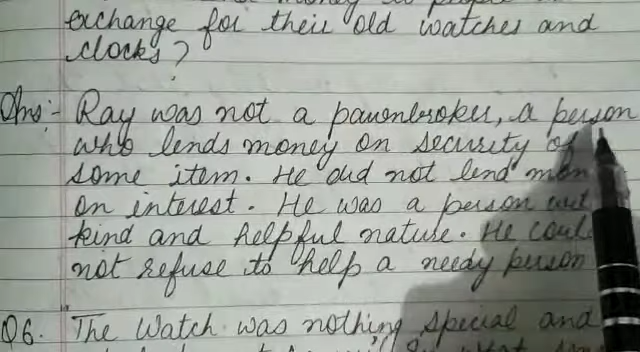 exchange for their old watches and
clocks?
Ans:- Ray was not a pawnbroker, a person
who lends money on security of
some item. He did not lend
on interest. He was a person
kind and helpful nature. He
not refuse to help a needy person
Q6. The Watch was nothing special and